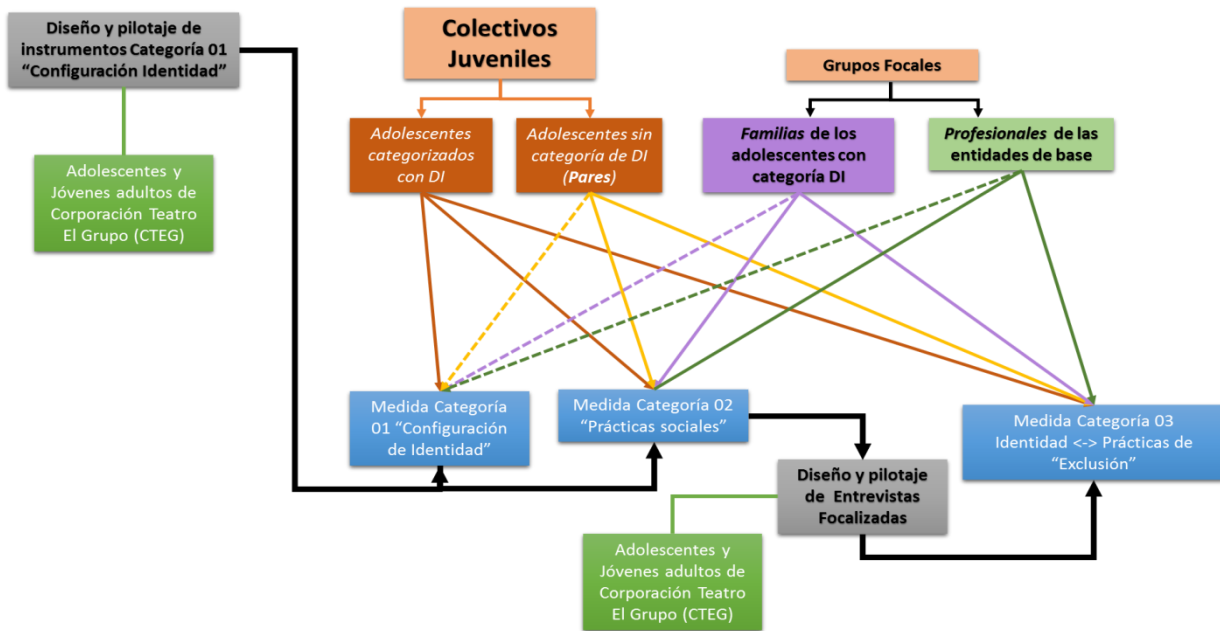 Diseño y pilotaje de
instrumentos Categoría 01
“Configuración Identidad”
Adolescentes y
Jóvenes adultos de
Corporación Teatro
El Grupo (CTEG)
Colectivos
Juveniles
Grupos Focales
Adolescentes
categorizados
con DI
Adolescentes sin
categoría de DI
(Pares)
Familias de los
adolescentes con
categoría DI
Profesionales de las
entidades de base
Medida Categoría
01 “Configuración
de Identidad”
Medida Categoría 02
“Prácticas sociales”
Medida Categoría 03
Identidad <-> Prácticas de
“Exclusión”
Diseño y pilotaje
de Entrevistas
Focalizadas
Adolescentes y
Jóvenes adultos de
Corporación Teatro
El Grupo (CTEG)